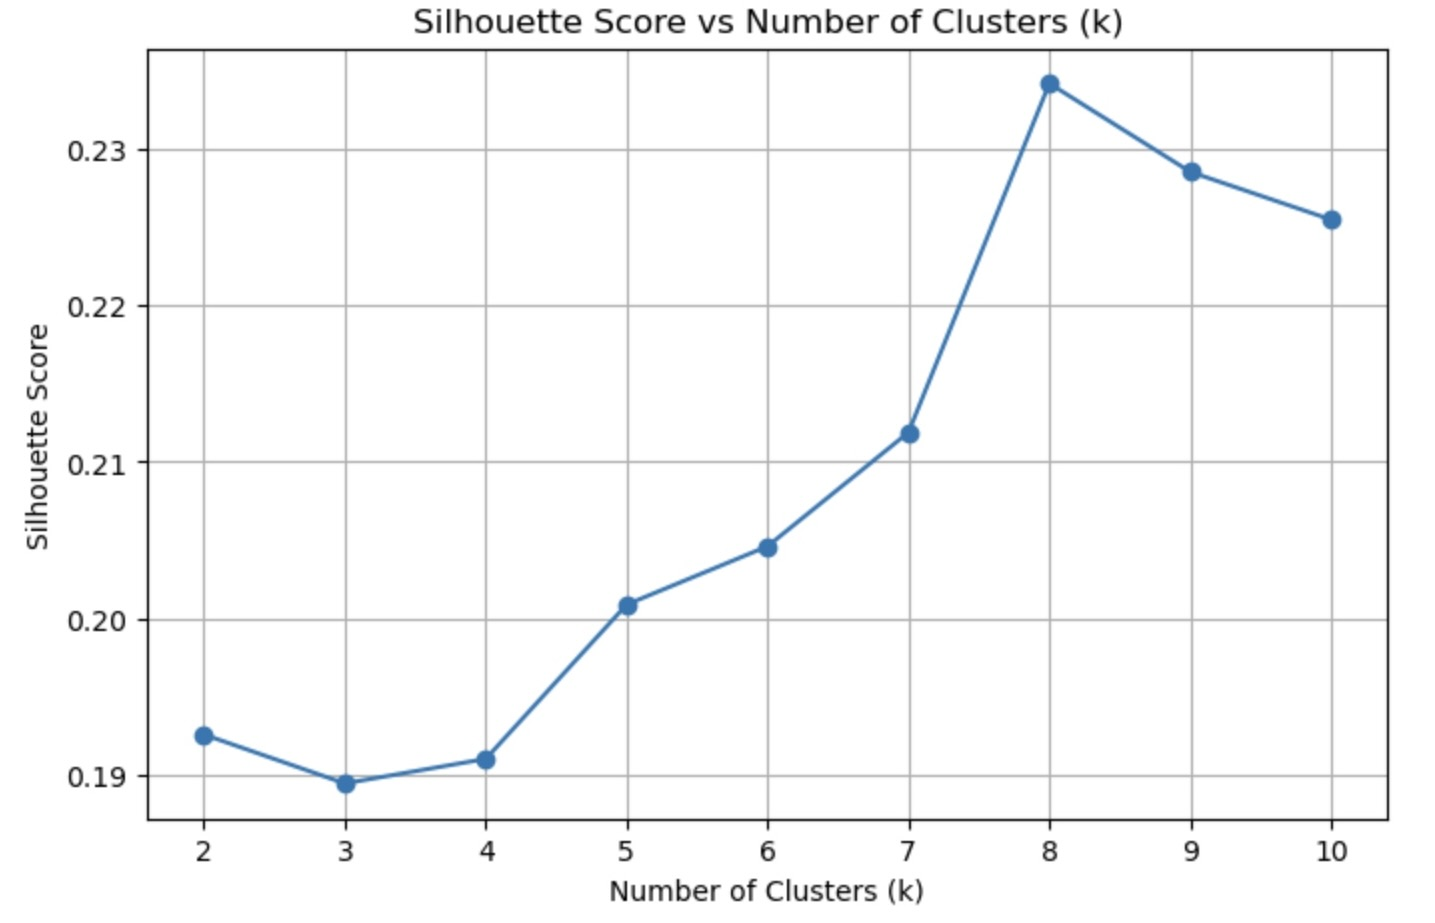 Silhouette Score vs Number of Clusters (k)
Silhouette Score
0.23
0.22
0.21
0.20
0.19
2 3 4 5 6 7 8 9 10
Number of Clusters (k)